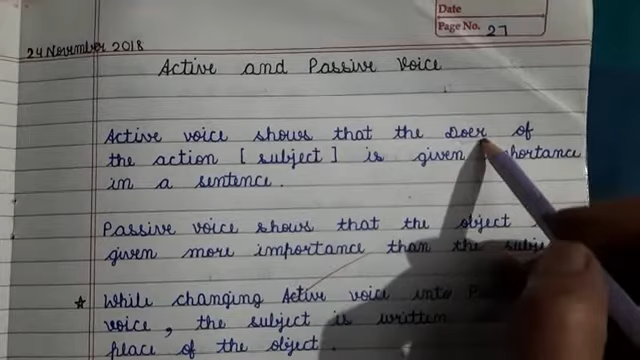 Date
Page No. 27
24 November 2018
Active and Passive Voice
Active voice shows that the Doer of
the action [ subject ] is given importance
in a sentence.
Passive voice shows that the object
given more importance than the
☆ While changing Active voice into
voice, the subject is written
place of the object.